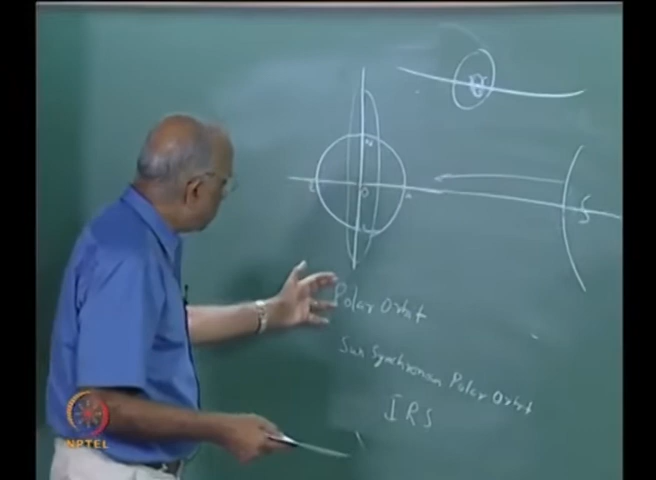 N
S
Polar Orbit
Sun Synchronous Polar Orbit
IRS
NPTEL